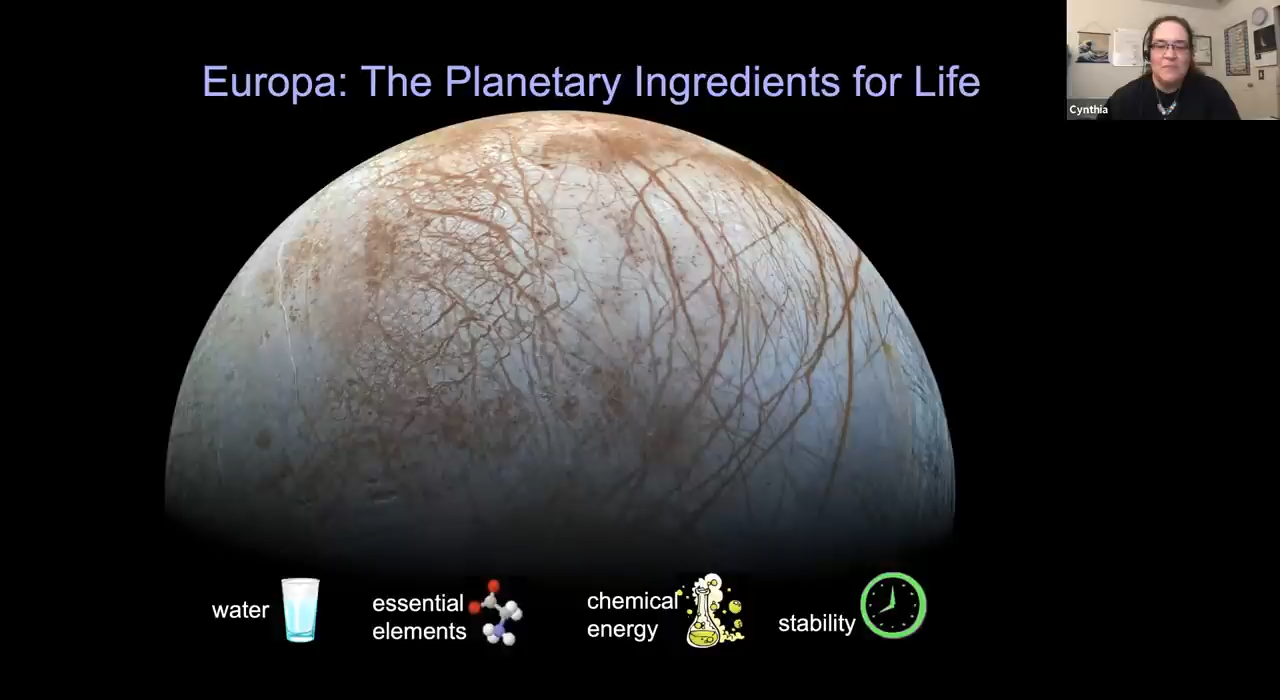 Europa: The Planetary Ingredients for Life
Cynthia
water
essential
elements
chemical
energy
stability